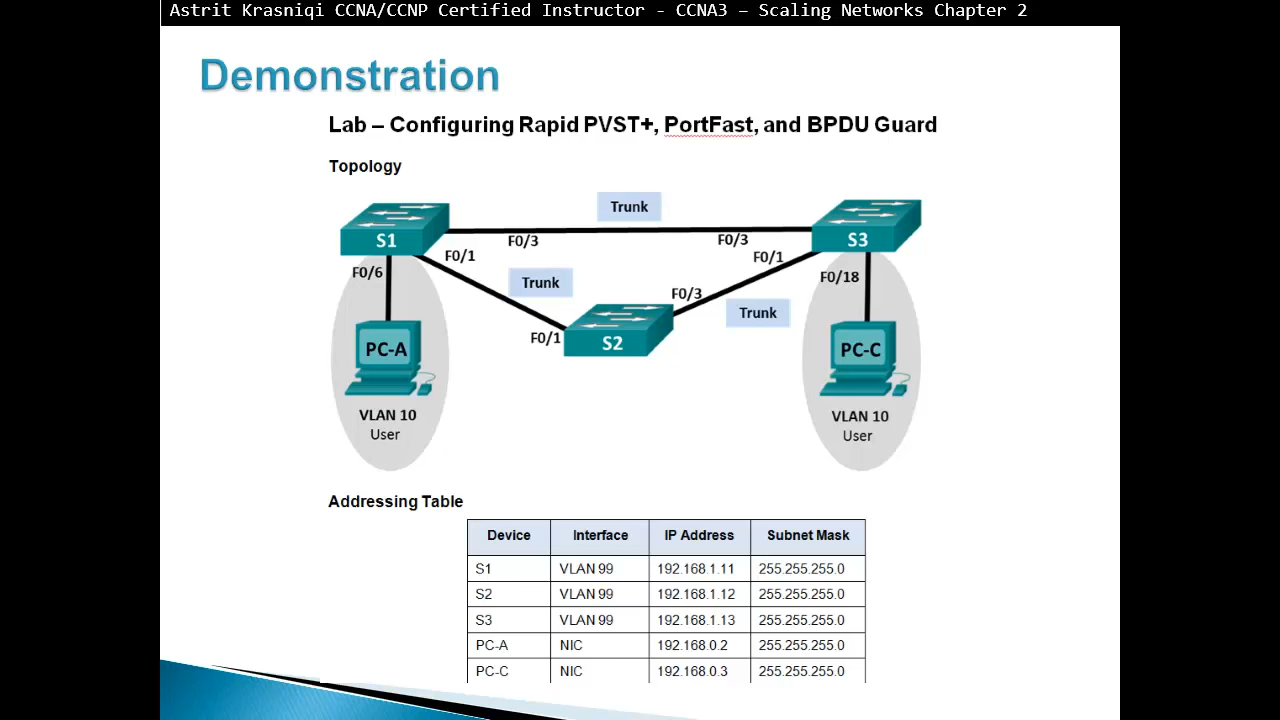 Astrit Krasniqi CCNA/CCNP Certified Instructor - CCNA3 – Scaling Networks Chapter 2
Demonstration
Lab – Configuring Rapid PVST+, PortFast, and BPDU Guard
Topology
Trunk
S1
S3
F0/3
F0/3
F0/1
F0/1
F0/6
F0/18
Trunk
F0/3
Trunk
F0/1
S2
PC-A
PC-C
VLAN 10
User
VLAN 10
User
Addressing Table
Device Interface IP Address Subnet Mask
S1 VLAN 99 192.168.1.11 255.255.255.0
S2 VLAN 99 192.168.1.12 255.255.255.0
S3 VLAN 99 192.168.1.13 255.255.255.0
PC-A NIC 192.168.0.2 255.255.255.0
PC-C NIC 192.168.0.3 255.255.255.0